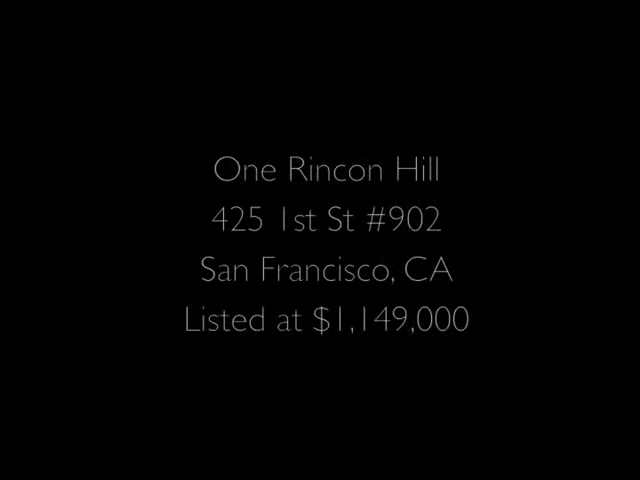 One Rincon Hill
425 1st St #902
San Francisco, CA
Listed at $1,149,000